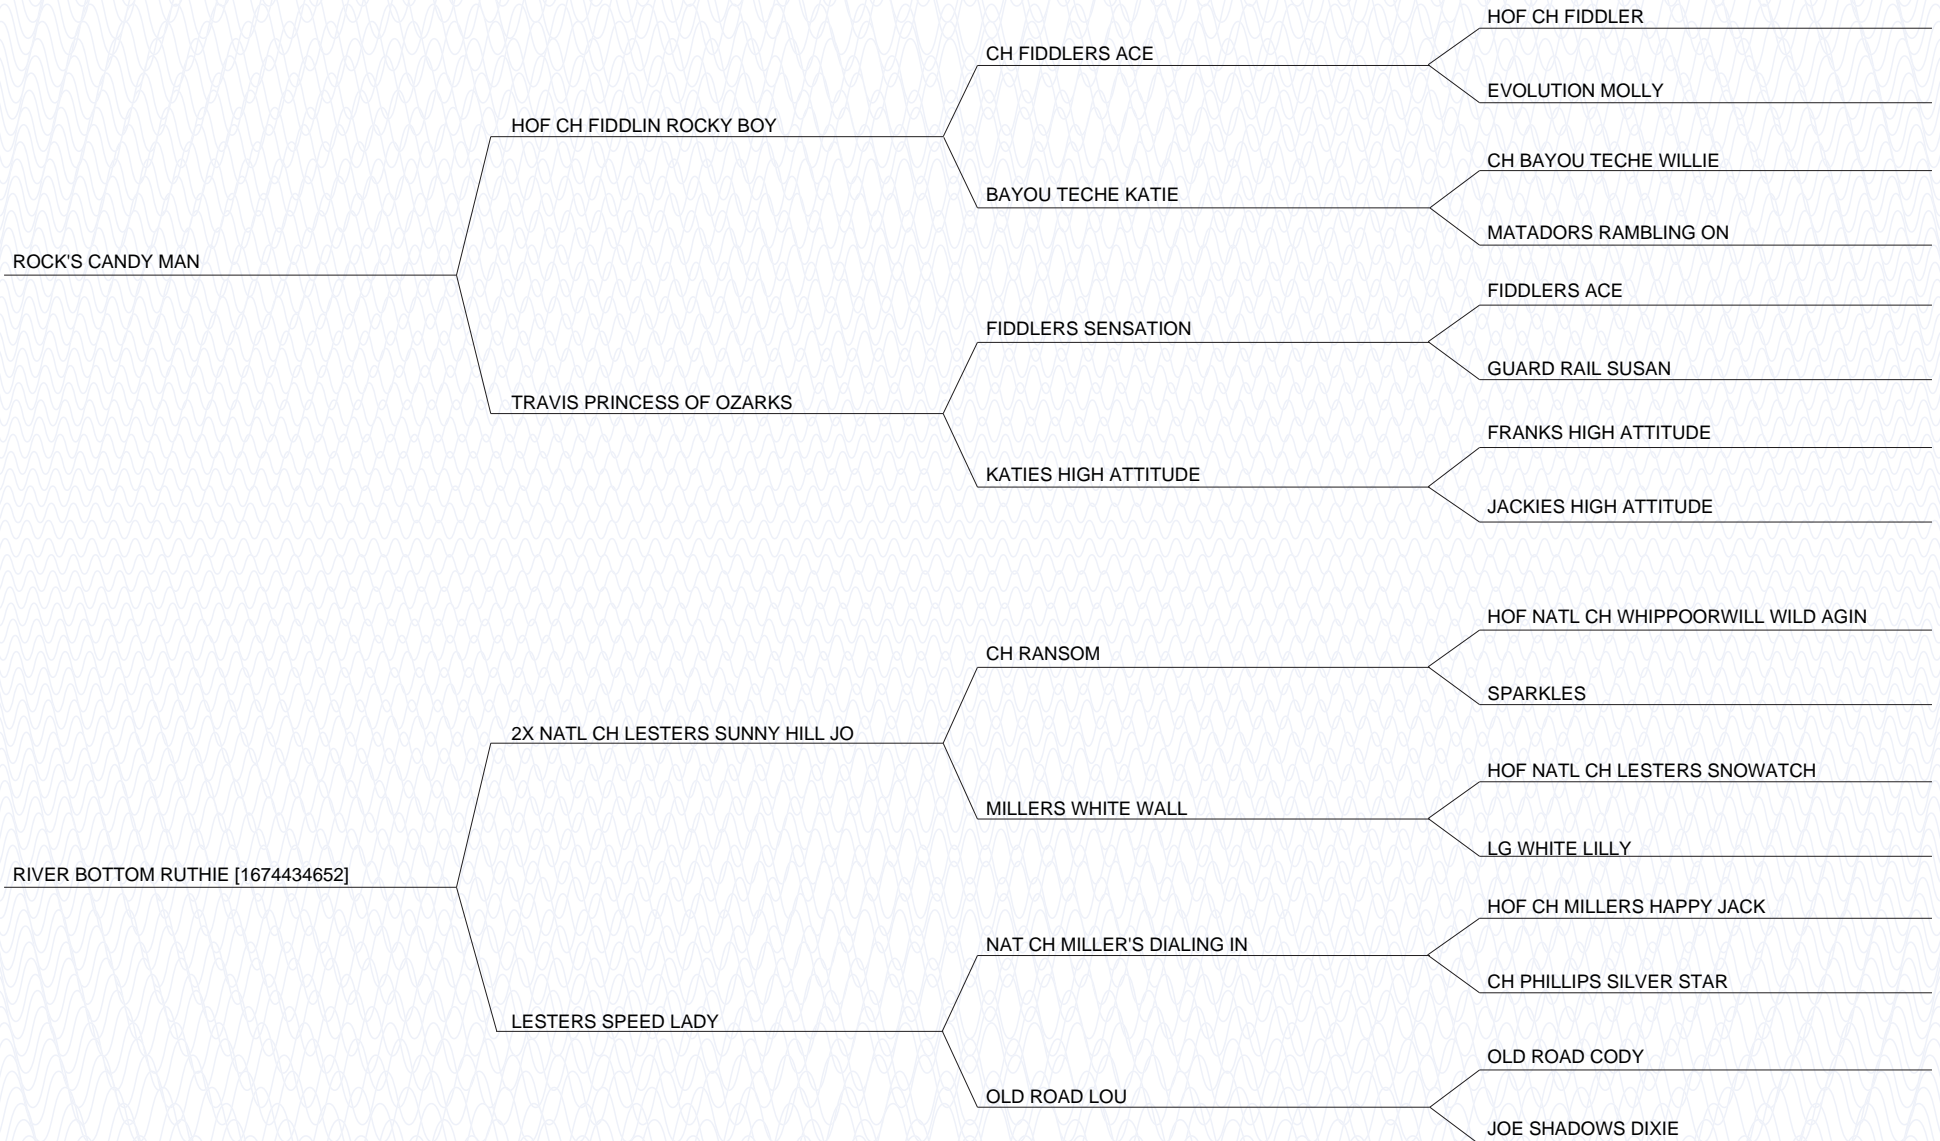 HOF CH FIDDLER
CH FIDDLERS ACE
EVOLUTION MOLLY
HOF CH FIDDLIN ROCKY BOY
CH BAYOU TECHE WILLIE
BAYOU TECHE KATIE
MATADORS RAMBLING ON
ROCK'S CANDY MAN
FIDDLERS ACE
FIDDLERS SENSATION
GUARD RAIL SUSAN
TRAVIS PRINCESS OF OZARKS
FRANKS HIGH ATTITUDE
KATIES HIGH ATTITUDE
JACKIES HIGH ATTITUDE
HOF NATL CH WHIPPOORWILL WILD AGIN
CH RANSOM
SPARKLES
2X NATL CH LESTERS SUNNY HILL JO
HOF NATL CH LESTERS SNOWATCH
MILLERS WHITE WALL
LG WHITE LILLY
RIVER BOTTOM RUTHIE [1674434652]
HOF CH MILLERS HAPPY JACK
NAT CH MILLER'S DIALING IN
CH PHILLIPS SILVER STAR
LESTERS SPEED LADY
OLD ROAD CODY
OLD ROAD LOU
JOE SHADOWS DIXIE